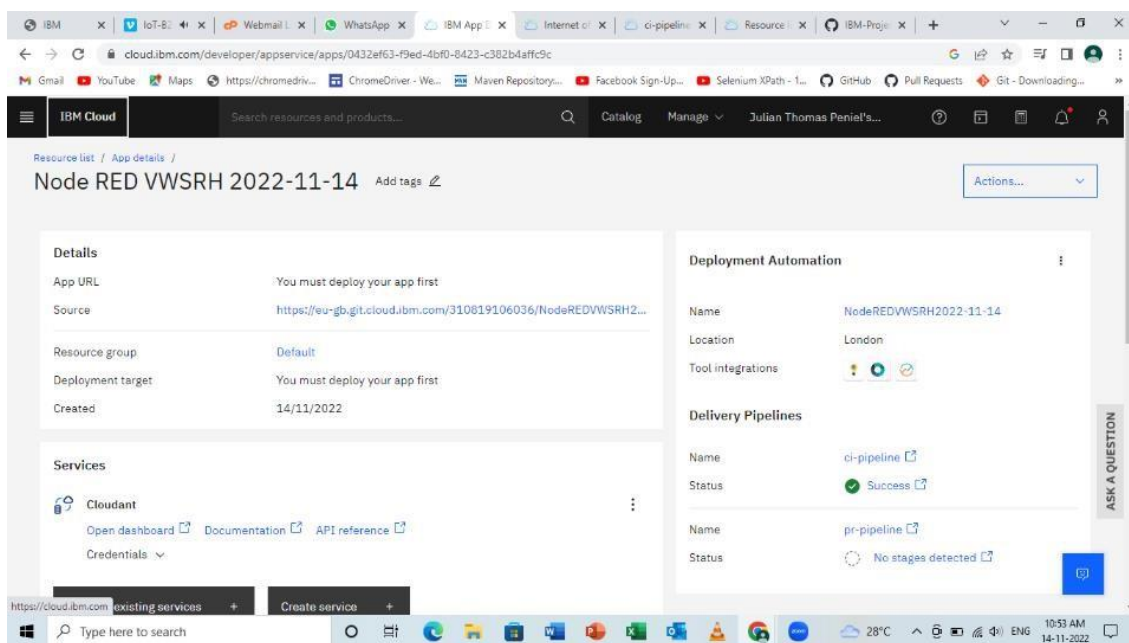 IBM
IoT-B2
Webmail L
WhatsApp
IBM App D
Internet of
ci-pipeline
Resource l
IBM-Proje
cloud.ibm.com/developer/appservice/apps/0432ef63-f9ed-4bf0-8423-c382b4affc9c
Gmail YouTube Maps https://chromedriv... ChromeDriver - We... Maven Repository:... Facebook Sign-Up... Selenium XPath - 1... GitHub Pull Requests Git - Downloading... »
IBM Cloud Search resources and products... Catalog Manage Julian Thomas Peniel's...
Resource list / App details /
Node RED VWSRH 2022-11-14 Add tags Actions...
Details
App URL You must deploy your app first
Source https://eu-gb.git.cloud.ibm.com/310819106036/NodeREDVWSRH2...
Resource group Default
Deployment target You must deploy your app first
Created 14/11/2022
Services
Cloudant
Open dashboard Documentation API reference
Credentials
existing services + Create service +
https://cloud.ibm.com
Deployment Automation
Name NodeREDVWSRH2022-11-14
Location London
Tool integrations
Delivery Pipelines
Name ci-pipeline
Status Success
Name pr-pipeline
Status No stages detected
ASK A QUESTION
Type here to search 28°C ENG 10:53 AM
14-11-2022